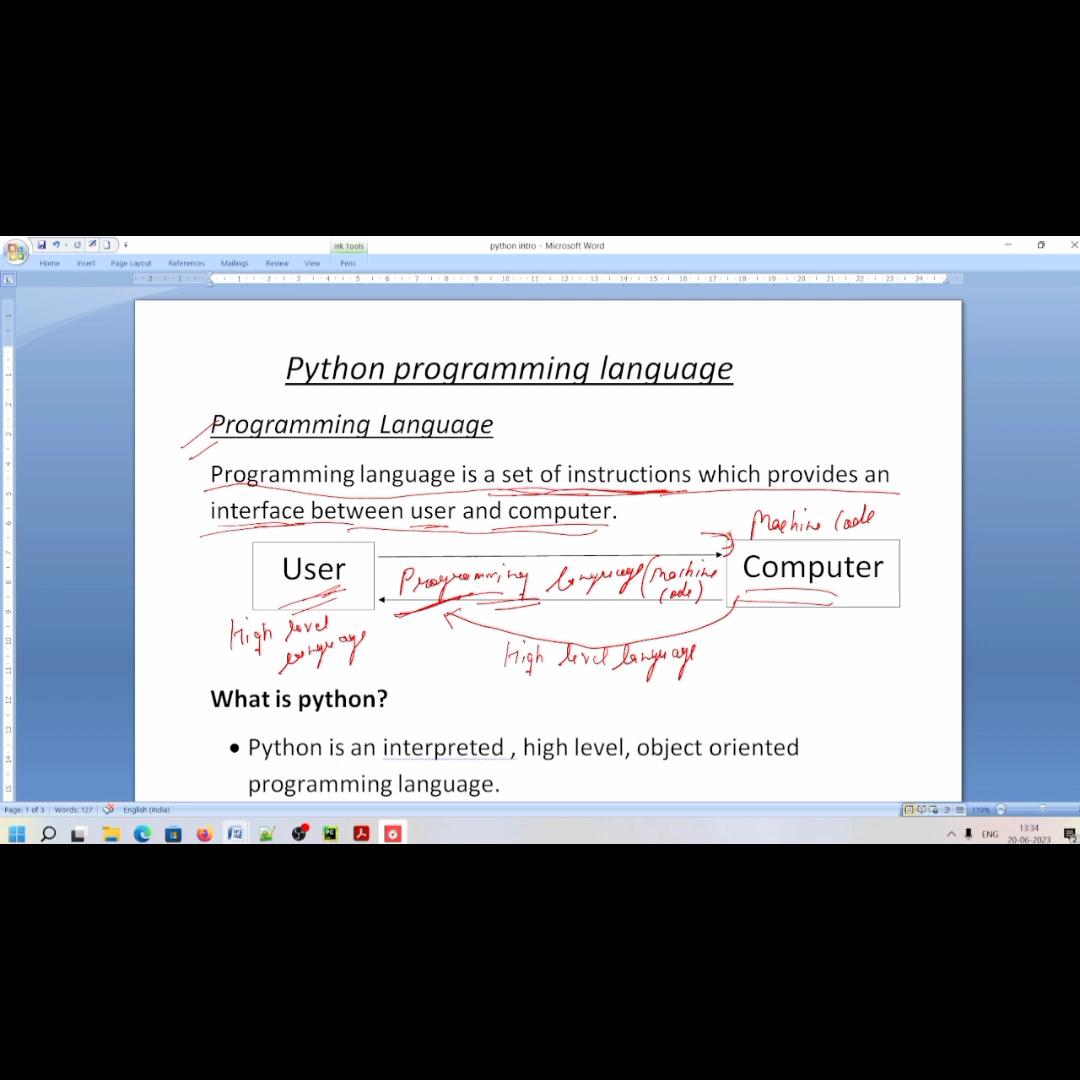 python intro - Microsoft Word
Ink Tools
Home Insert Page Layout References Mailings Review View Pens
Python programming language
Programming Language
Programming language is a set of instructions which provides an
interface between user and computer.
Machine Code
User
Programming language (Machine
Code)
Computer
High level
language
High level language
What is python?
• Python is an interpreted , high level, object oriented
programming language.
Page: 1 of 3 Words: 127 English (India) 110%
ENG
13:34
20-06-2023